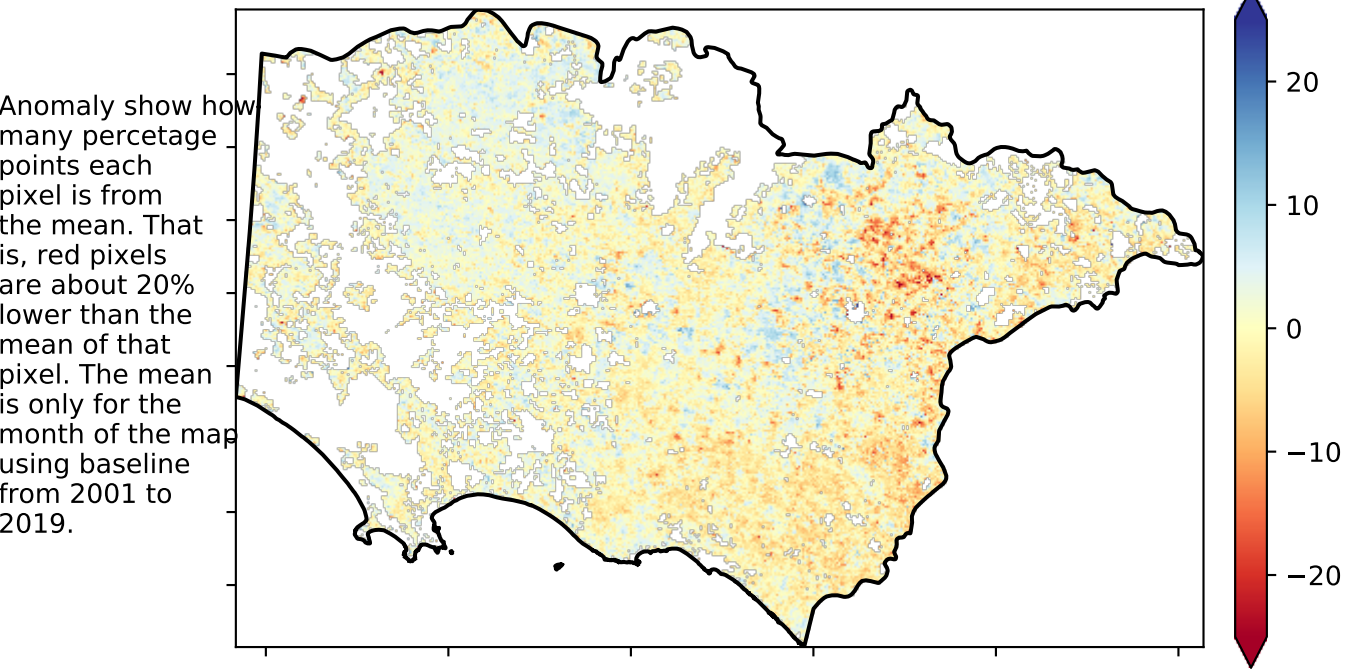 Anomaly show how
many percetage
points each
pixel is from
the mean. That
is, red pixels
are about 20%
lower than the
mean of that
pixel. The mean
is only for the
month of the map
using baseline
from 2001 to
2019.
20
10
0
−10
−20